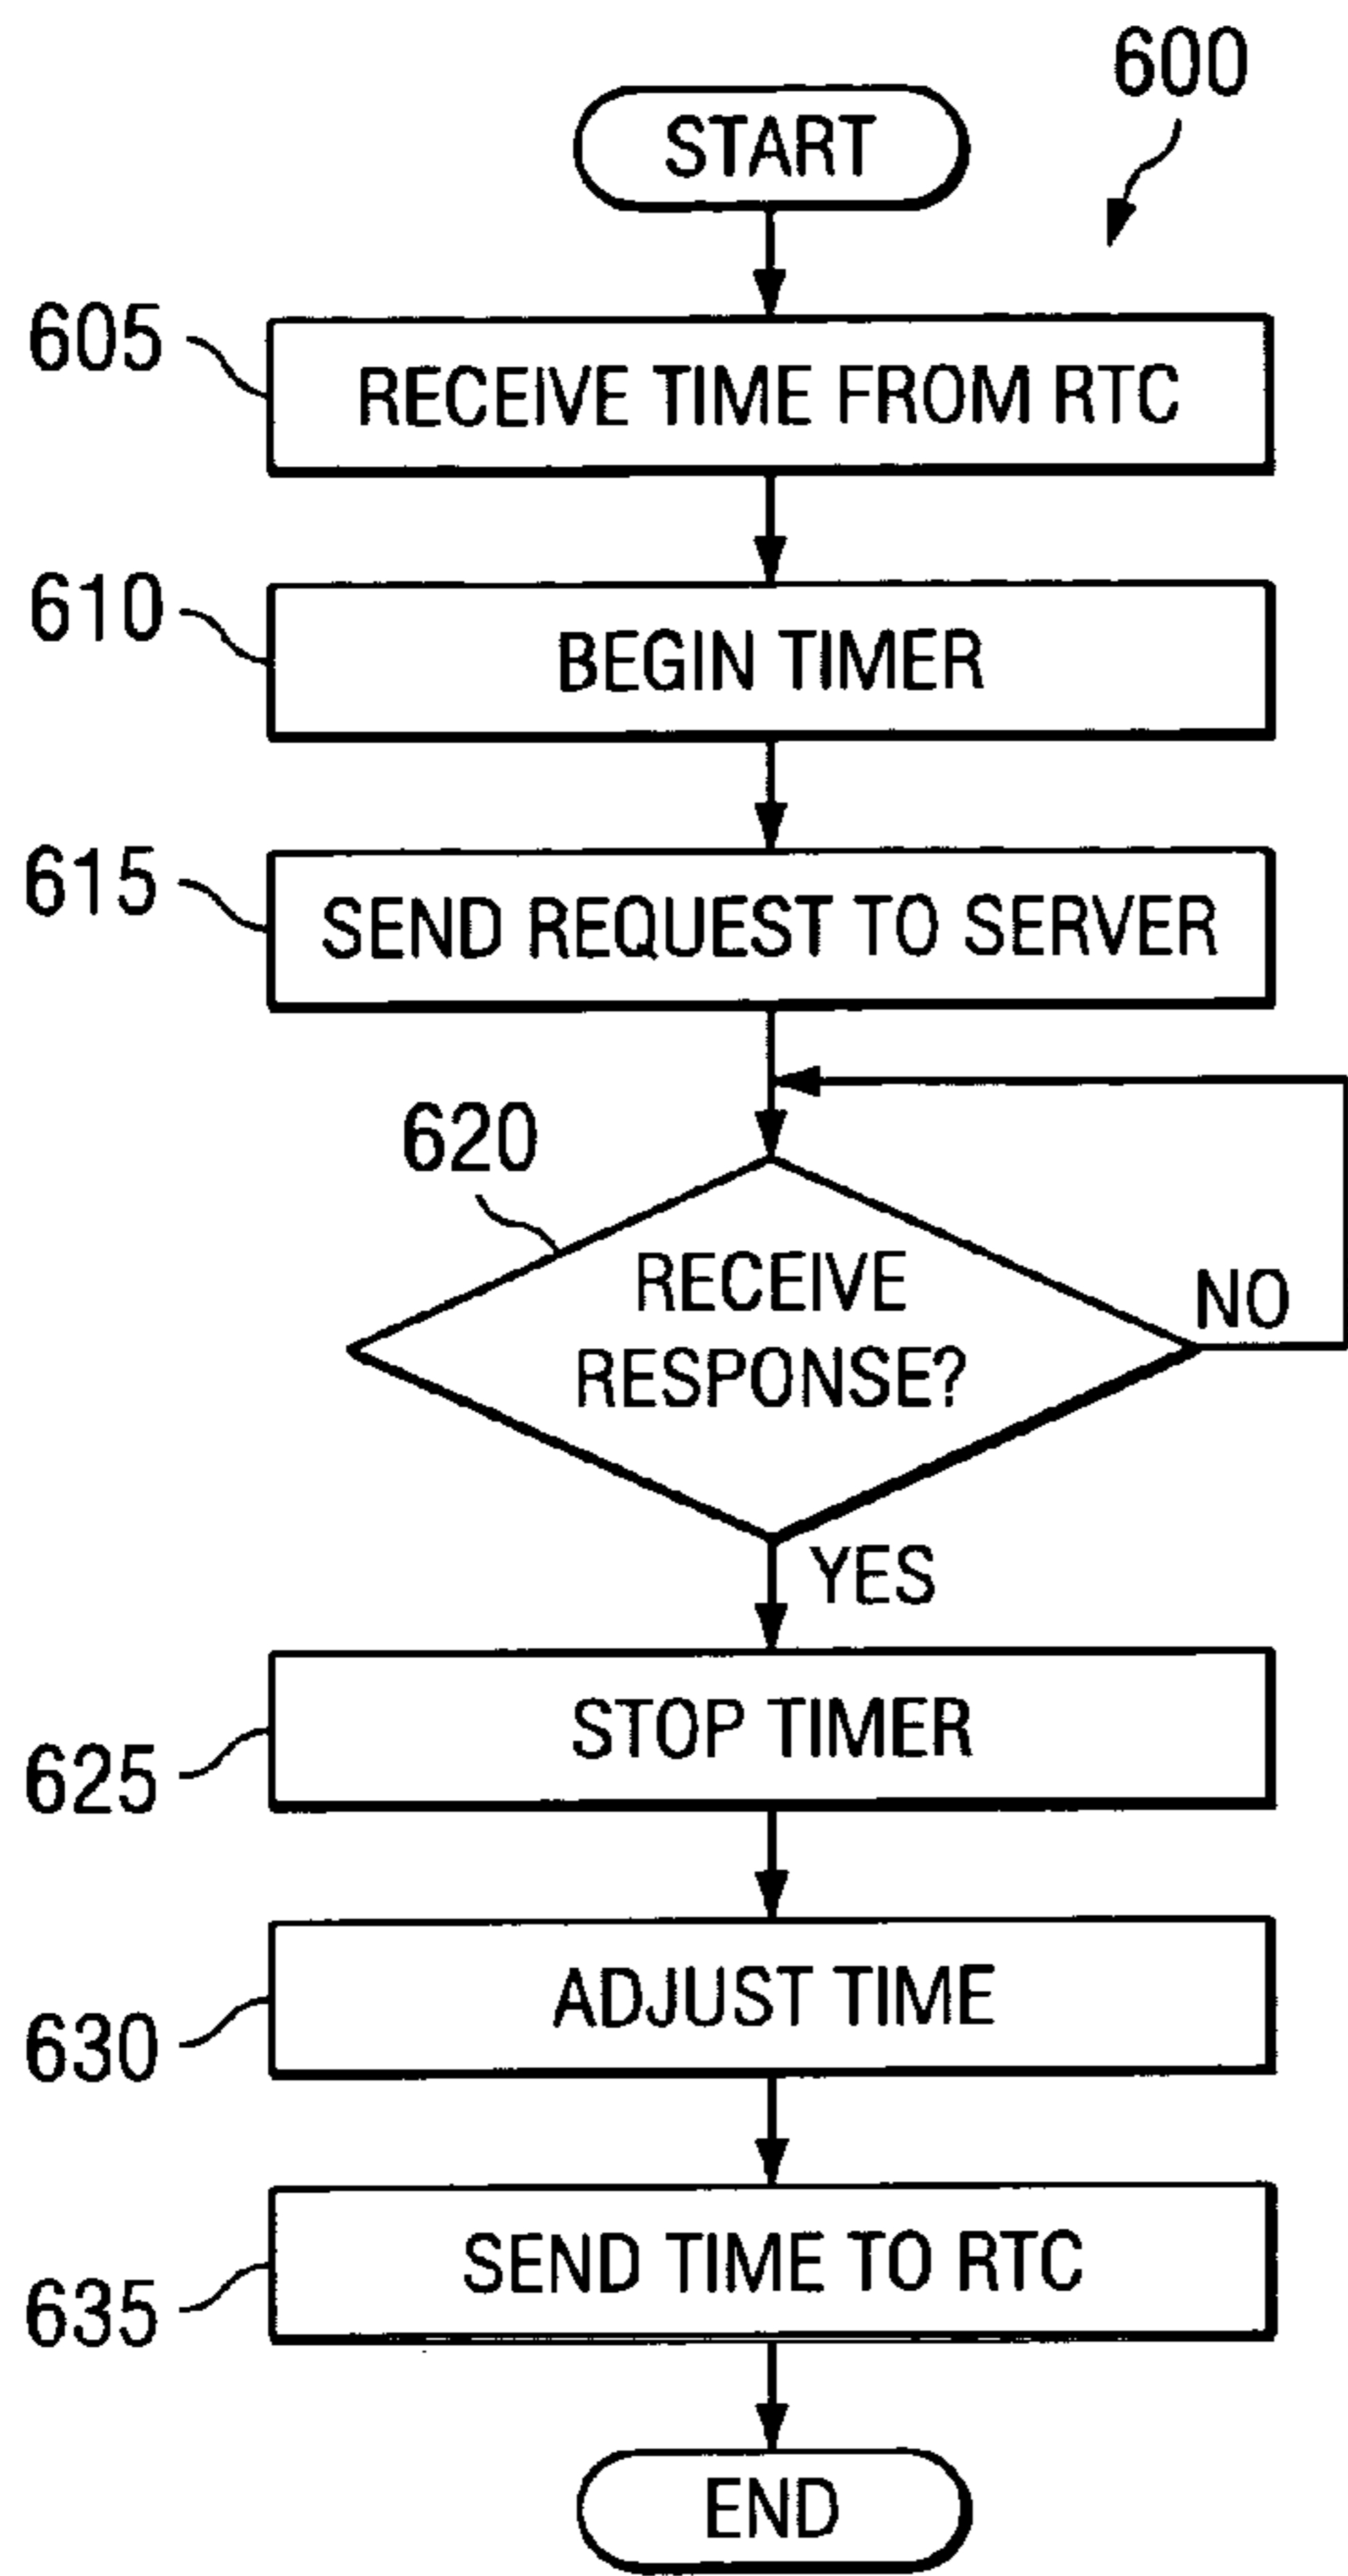 600
START
605
RECEIVE TIME FROM RTC
610
BEGIN TIMER
615
SEND REQUEST TO SERVER
620
RECEIVE
RESPONSE?
NO
YES
625
STOP TIMER
630
ADJUST TIME
635
SEND TIME TO RTC
END